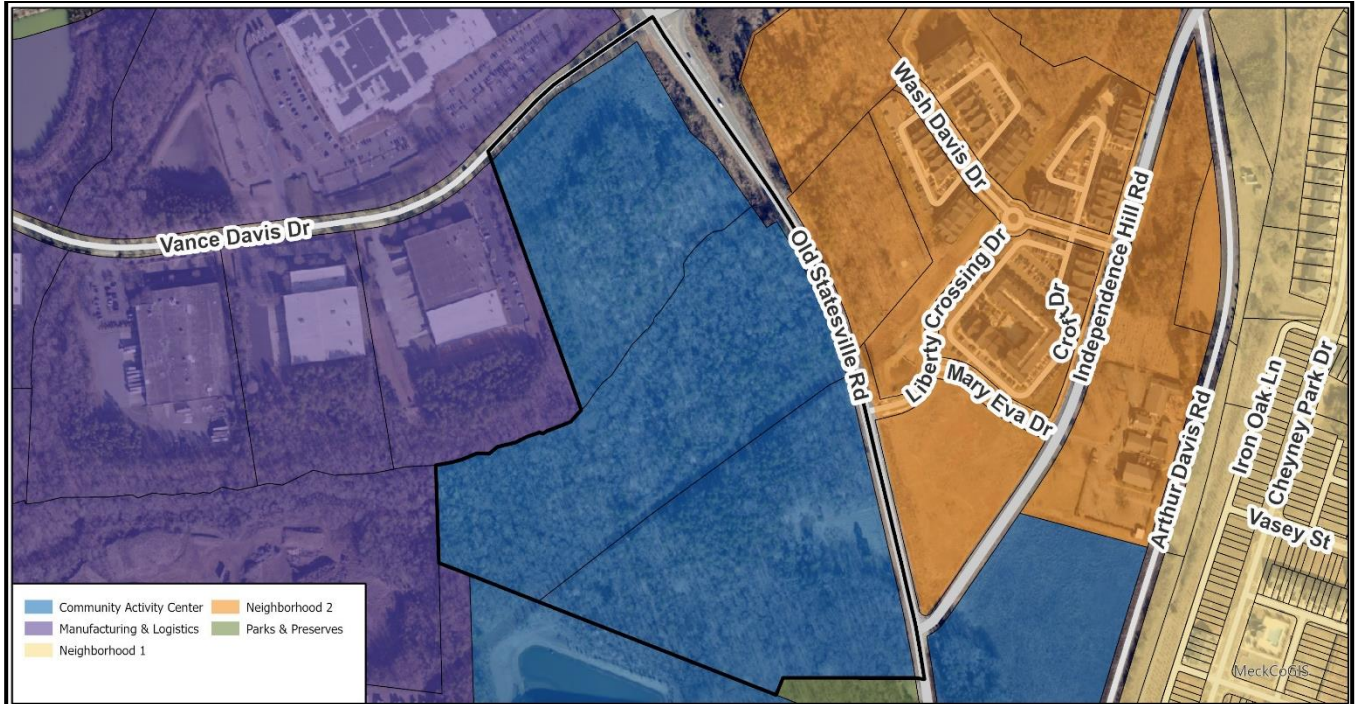 Wash Davis Dr
Vance Davis Dr
Old Statesville Rd
Liberty Crossing Dr
Croft Dr
Independence Hill Rd
Mary Eva Dr
Arthur Davis Rd
Iron Oak Ln
Cheyney Park Dr
Vasey St
Community Activity Center
Neighborhood 2
Manufacturing & Logistics
Parks & Preserves
Neighborhood 1
MeckCoGIS